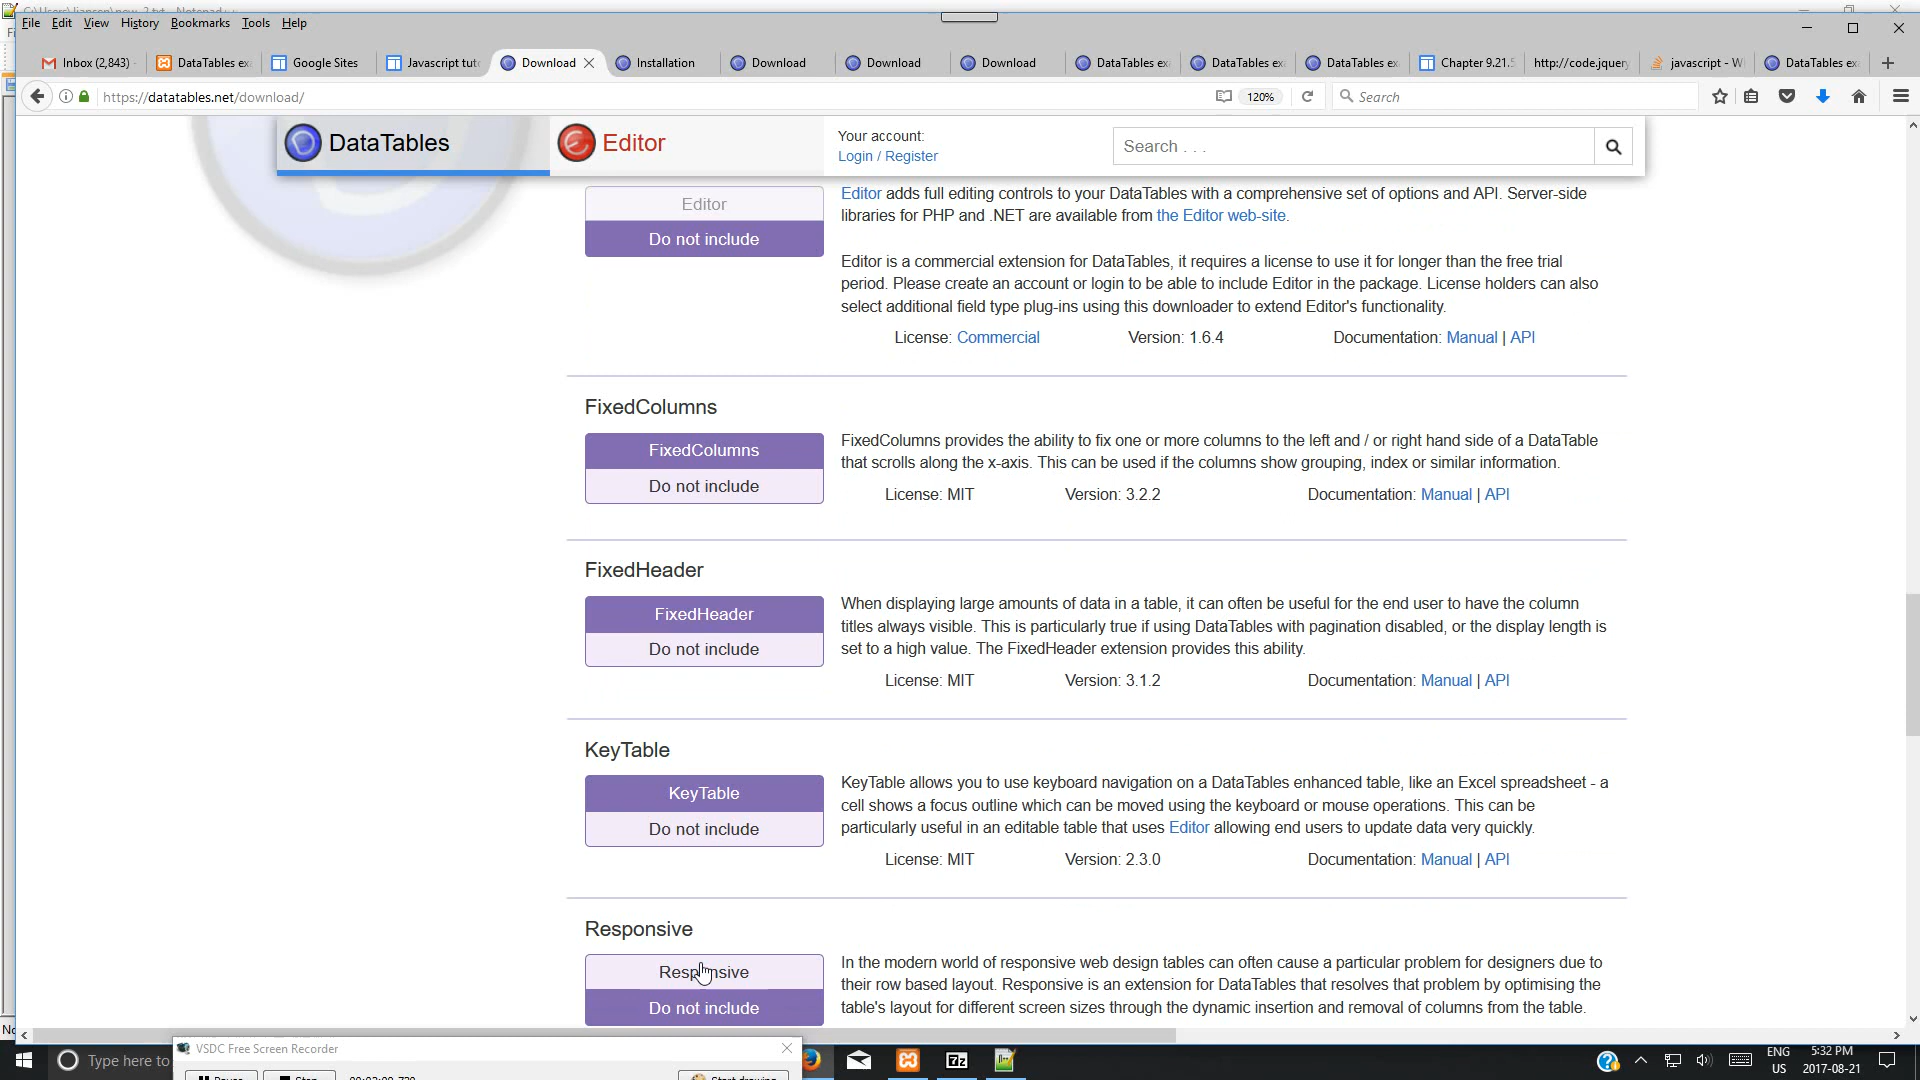 File Edit View History Bookmarks Tools Help
Inbox (2,843)
DataTables ex
Google Sites
Javascript tut
Download
Installation
Download
Download
Download
DataTables ex
DataTables ex
DataTables ex
Chapter 9.21.5
http://code.jquery
javascript - W
DataTables ex
https://datatables.net/download/
120%
Search
DataTables
Editor
Your account:
Login / Register
Search . . .
Editor
Do not include
Editor adds full editing controls to your DataTables with a comprehensive set of options and API. Server-side
libraries for PHP and .NET are available from the Editor web-site.
Editor is a commercial extension for DataTables, it requires a license to use it for longer than the free trial
period. Please create an account or login to be able to include Editor in the package. License holders can also
select additional field type plug-ins using this downloader to extend Editor's functionality.
License: Commercial Version: 1.6.4 Documentation: Manual | API
FixedColumns
FixedColumns
Do not include
FixedColumns provides the ability to fix one or more columns to the left and / or right hand side of a DataTable
that scrolls along the x-axis. This can be used if the columns show grouping, index or similar information.
License: MIT Version: 3.2.2 Documentation: Manual | API
FixedHeader
FixedHeader
Do not include
When displaying large amounts of data in a table, it can often be useful for the end user to have the column
titles always visible. This is particularly true if using DataTables with pagination disabled, or the display length is
set to a high value. The FixedHeader extension provides this ability.
License: MIT Version: 3.1.2 Documentation: Manual | API
KeyTable
KeyTable
Do not include
KeyTable allows you to use keyboard navigation on a DataTables enhanced table, like an Excel spreadsheet - a
cell shows a focus outline which can be moved using the keyboard or mouse operations. This can be
particularly useful in an editable table that uses Editor allowing end users to update data very quickly.
License: MIT Version: 2.3.0 Documentation: Manual | API
Responsive
Responsive
Do not include
In the modern world of responsive web design tables can often cause a particular problem for designers due to
their row based layout. Responsive is an extension for DataTables that resolves that problem by optimising the
table's layout for different screen sizes through the dynamic insertion and removal of columns from the table.
VSDC Free Screen Recorder
Type here to
ENG
US
5:32 PM
2017-08-21